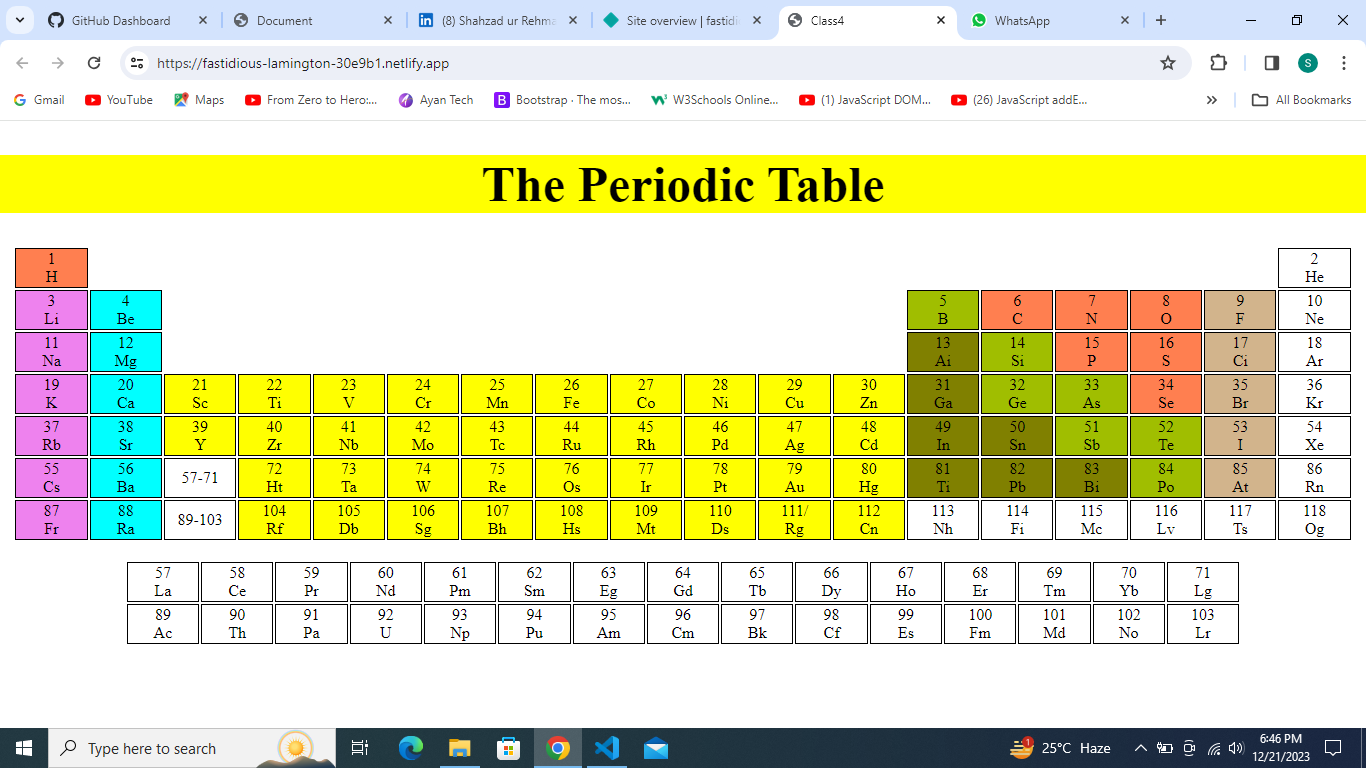 GitHub Dashboard Document (8) Shahzad ur Rehma Site overview | fastidi Class4 WhatsApp
https://fastidious-lamington-30e9b1.netlify.app S
Gmail YouTube Maps From Zero to Hero:... Ayan Tech Bootstrap · The mos... W3Schools Online... (1) JavaScript DOM... (26) JavaScript addE... » All Bookmarks
The Periodic Table
1 2
H He
3 4 5 6 7 8 9 10
Li Be B C N O F Ne
11 12 13 14 15 16 17 18
Na Mg Ai Si P S Ci Ar
19 20 21 22 23 24 25 26 27 28 29 30 31 32 33 34 35 36
K Ca Sc Ti V Cr Mn Fe Co Ni Cu Zn Ga Ge As Se Br Kr
37 38 39 40 41 42 43 44 45 46 47 48 49 50 51 52 53 54
Rb Sr Y Zr Nb Mo Tc Ru Rh Pd Ag Cd In Sn Sb Te I Xe
55 56 57-71 72 73 74 75 76 77 78 79 80 81 82 83 84 85 86
Cs Ba Ht Ta W Re Os Ir Pt Au Hg Ti Pb Bi Po At Rn
87 88 89-103 104 105 106 107 108 109 110 111/ 112 113 114 115 116 117 118
Fr Ra Rf Db Sg Bh Hs Mt Ds Rg Cn Nh Fi Mc Lv Ts Og
57 58 59 60 61 62 63 64 65 66 67 68 69 70 71
La Ce Pr Nd Pm Sm Eg Gd Tb Dy Ho Er Tm Yb Lg
89 90 91 92 93 94 95 96 97 98 99 100 101 102 103
Ac Th Pa U Np Pu Am Cm Bk Cf Es Fm Md No Lr
Type here to search 1 25°C Haze 6:46 PM
12/21/2023